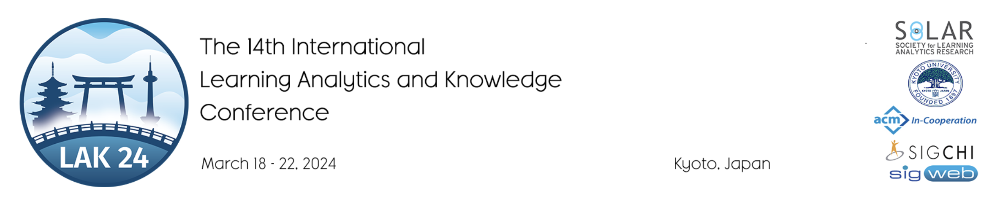 LAK 24
The 14th International
Learning Analytics and Knowledge
Conference
March 18 - 22, 2024
Kyoto, Japan
SOLAR
SOCIETY for LEARNING
ANALYTICS RESEARCH
KYOTO UNIVERSITY
KYOTO JAPAN
FOUNDED 1897
acm In-Cooperation
SIGCHI
sig web